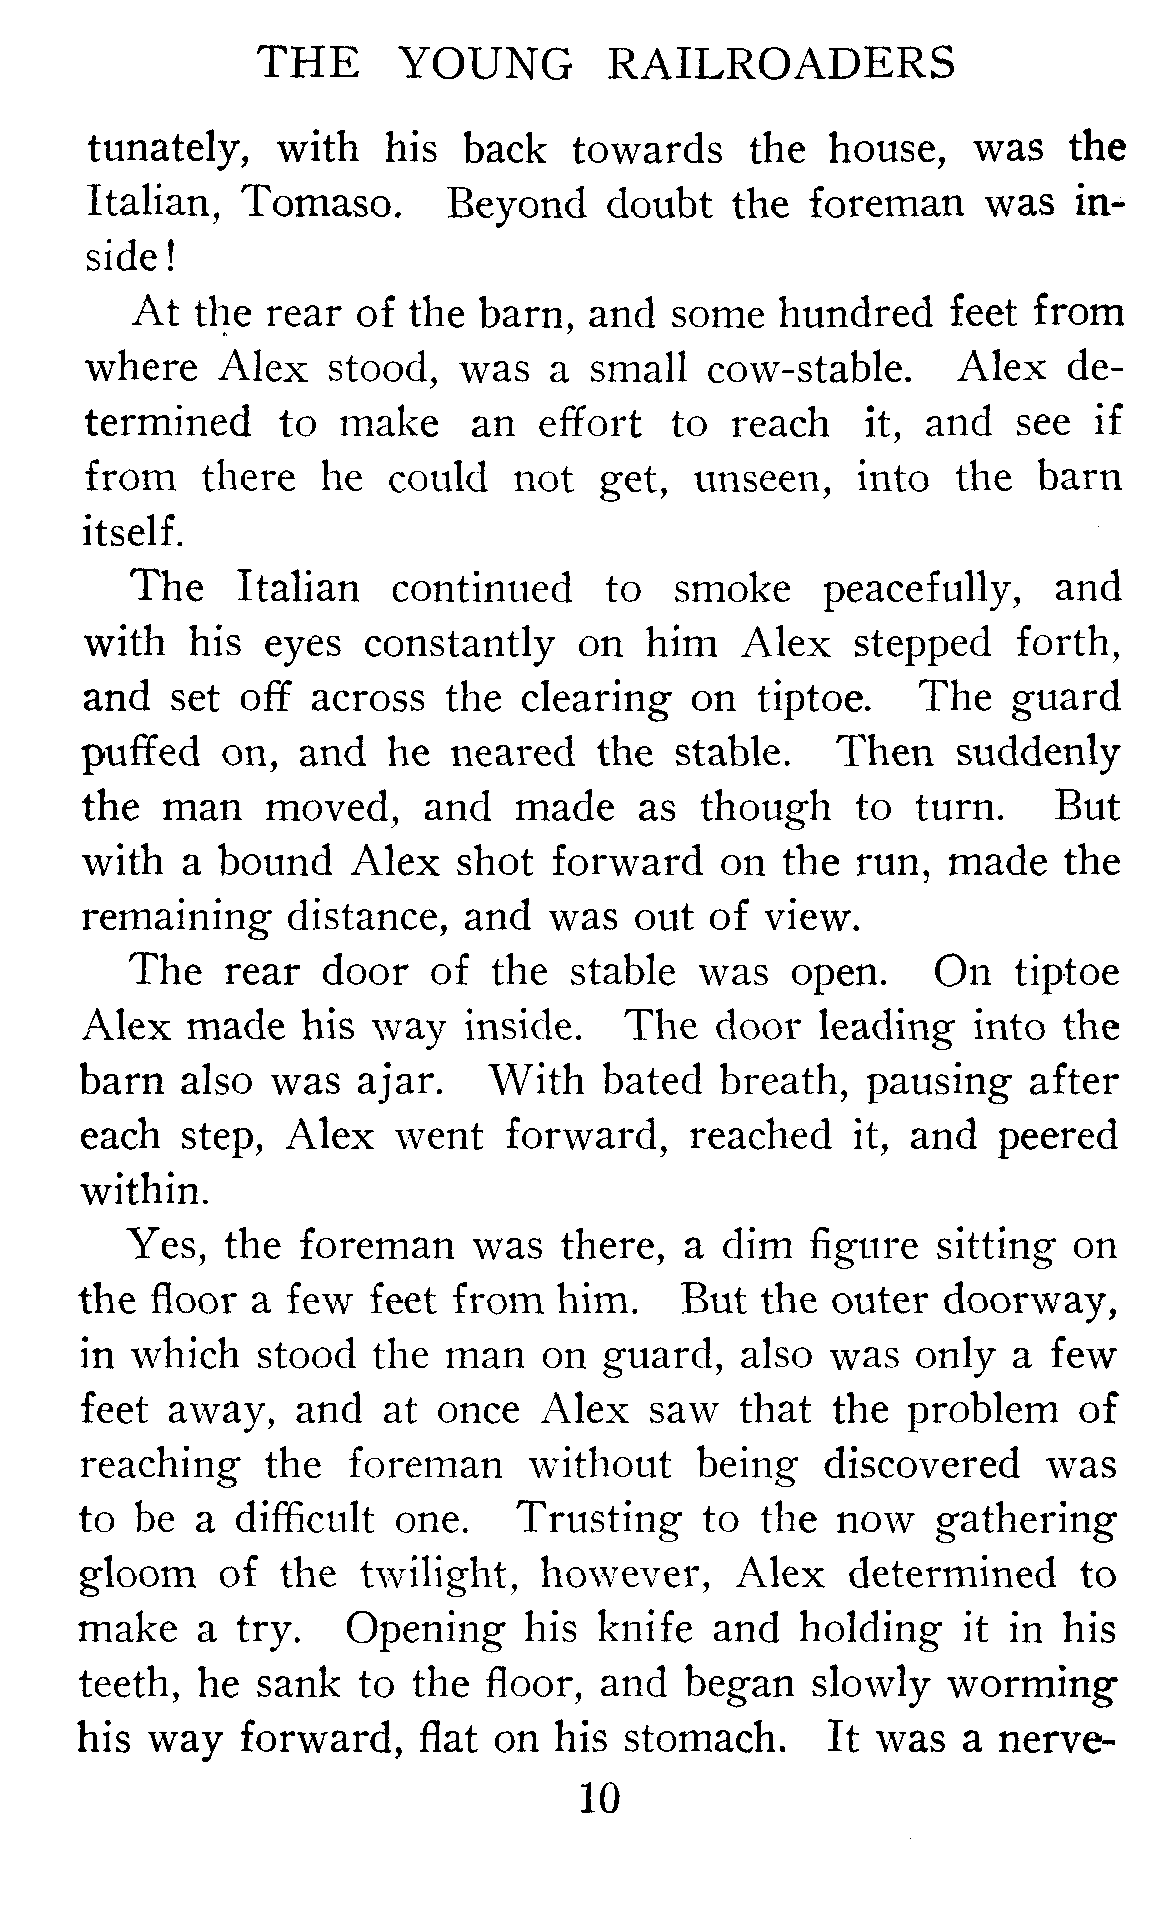 THE YOUNG RAILROADERS
tunately, with his back towards the house, was the
Italian, Tomaso. Beyond doubt the foreman was in-
side!
At the rear of the barn, and some hundred feet from
where Alex stood, was a small cow-stable. Alex de-
termined to make an effort to reach it, and see if
from there he could not get, unseen, into the barn
itself.
The Italian continued to smoke peacefully, and
with his eyes constantly on him Alex stepped forth,
and set off across the clearing on tiptoe. The guard
puffed on, and he neared the stable. Then suddenly
the man moved, and made as though to turn. But
with a bound Alex shot forward on the run, made the
remaining distance, and was out of view.
The rear door of the stable was open. On tiptoe
Alex made his way inside. The door leading into the
barn also was ajar. With bated breath, pausing after
each step, Alex went forward, reached it, and peered
within.
Yes, the foreman was there, a dim figure sitting on
the floor a few feet from him. But the outer doorway,
in which stood the man on guard, also was only a few
feet away, and at once Alex saw that the problem of
reaching the foreman without being discovered was
to be a difficult one. Trusting to the now gathering
gloom of the twilight, however, Alex determined to
make a try. Opening his knife and holding it in his
teeth, he sank to the floor, and began slowly worming
his way forward, flat on his stomach. It was a nerve-
10